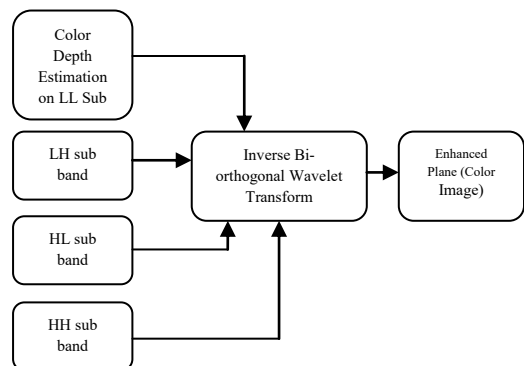 Color
Depth
Estimation
on LL Sub
LH sub
band
Inverse Bi-
orthogonal Wavelet
Transform
Enhanced
Plane (Color
Image)
HL sub
band
HH sub
band